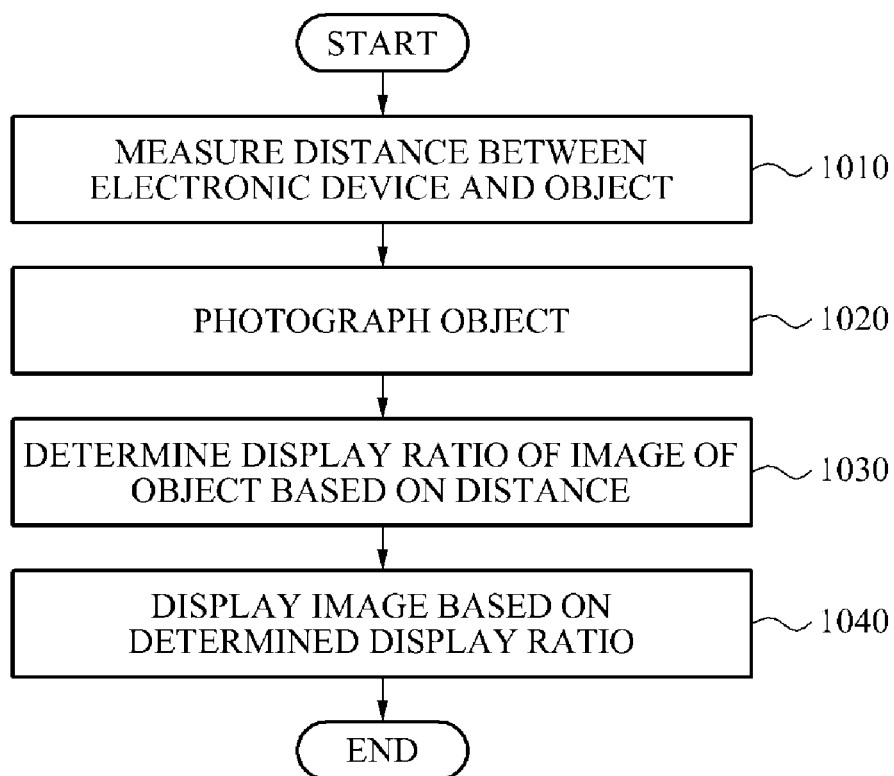 START
MEASURE DISTANCE BETWEEN
ELECTRONIC DEVICE AND OBJECT
1010
PHOTOGRAPH OBJECT
1020
DETERMINE DISPLAY RATIO OF IMAGE OF
OBJECT BASED ON DISTANCE
1030
DISPLAY IMAGE BASED ON
DETERMINED DISPLAY RATIO
1040
END